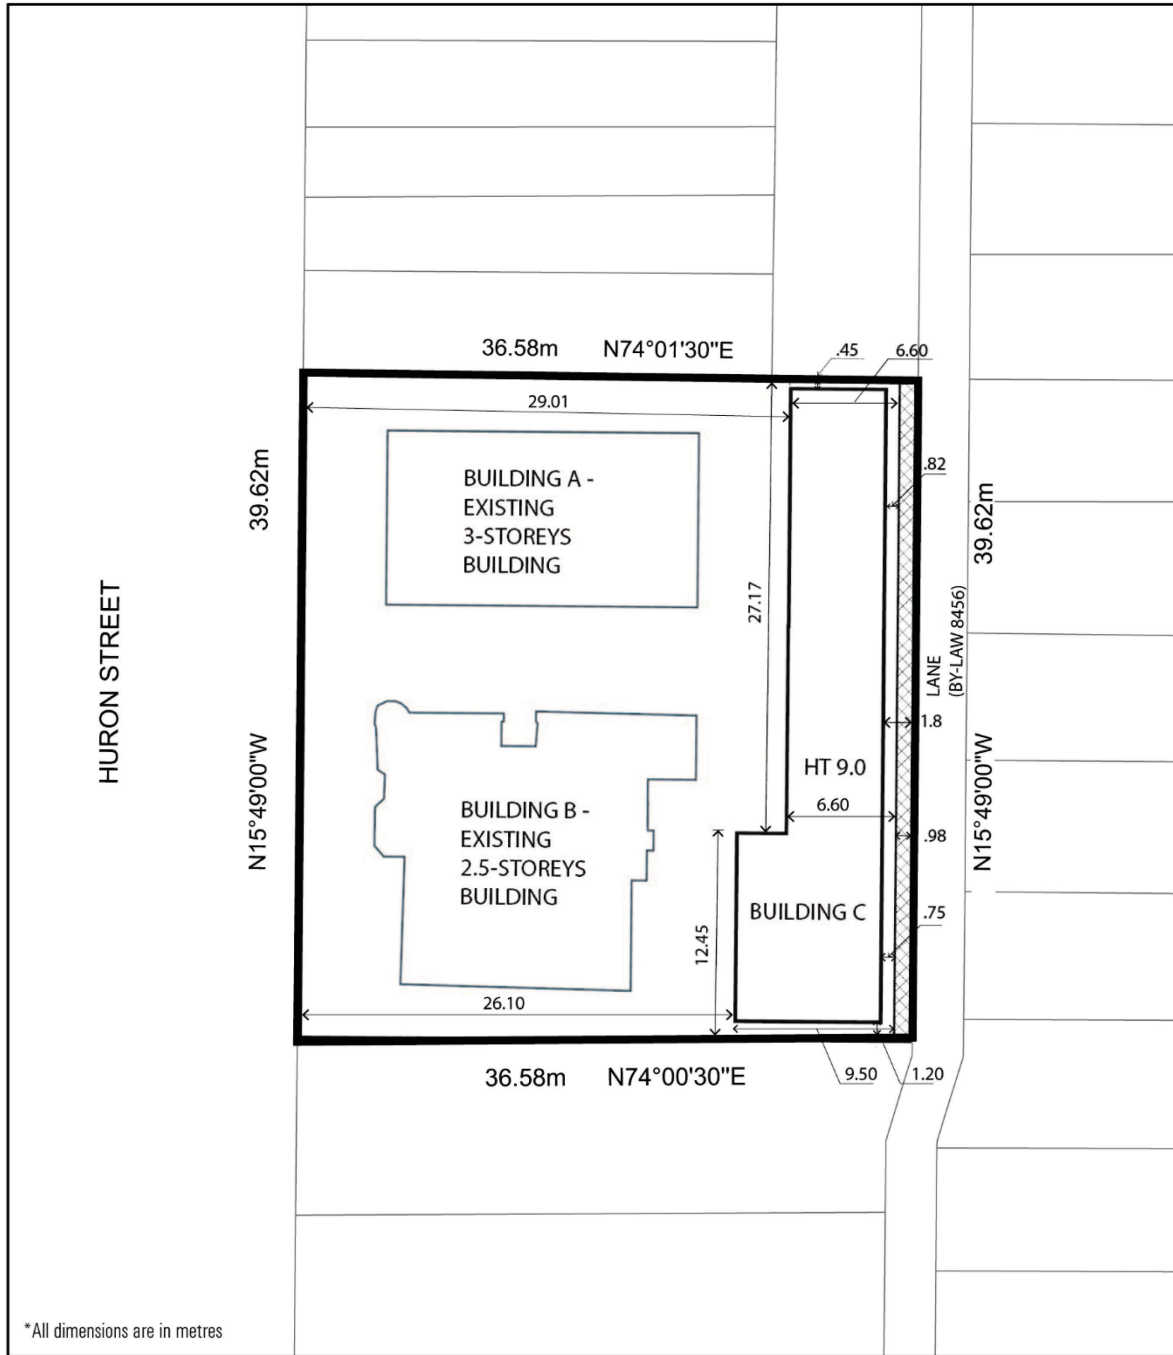 36.58m N74°01'30"E
.45
6.60
29.01
.82
39.62m
39.62m
BUILDING A -
EXISTING
3-STOREYS
BUILDING
27.17
HURON STREET
LANE
(BY-LAW 8456)
1.8
N15°49'00"W
N15°49'00"W
HT 9.0
6.60
.98
BUILDING B -
EXISTING
2.5-STOREYS
BUILDING
BUILDING C
.75
12.45
26.10
9.50
1.20
36.58m N74°00'30"E
*All dimensions are in metres